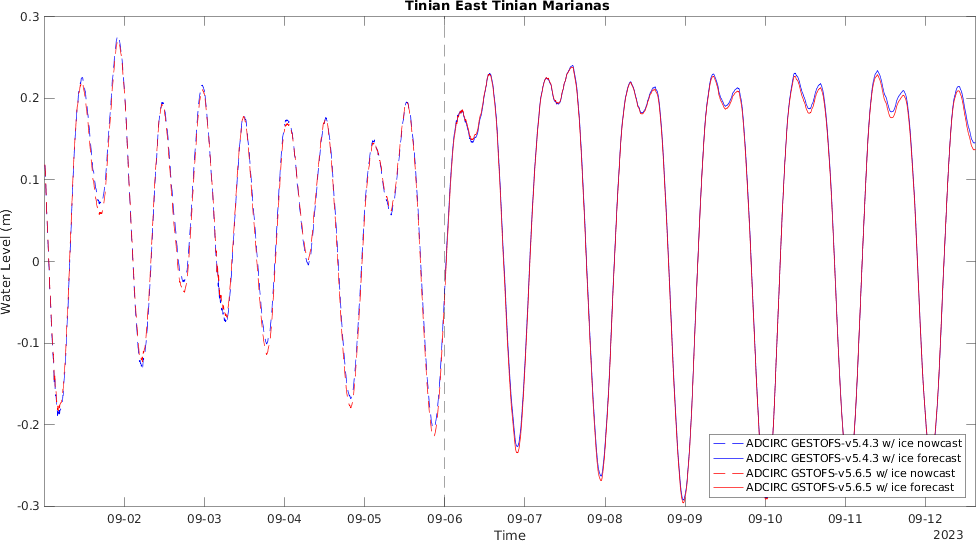 Tinian East Tinian Marianas
0.3
0.2
0.1
0
-0.1
-0.2
-0.3
Water Level (m)
09-02 09-03 09-04 09-05 09-06 09-07 09-08 09-09 09-10 09-11 09-12
Time
2023
ADCIRC GESTOFS-v5.4.3 w/ ice nowcast
ADCIRC GESTOFS-v5.4.3 w/ ice forecast
ADCIRC GSTOFS-v5.6.5 w/ ice nowcast
ADCIRC GSTOFS-v5.6.5 w/ ice forecast